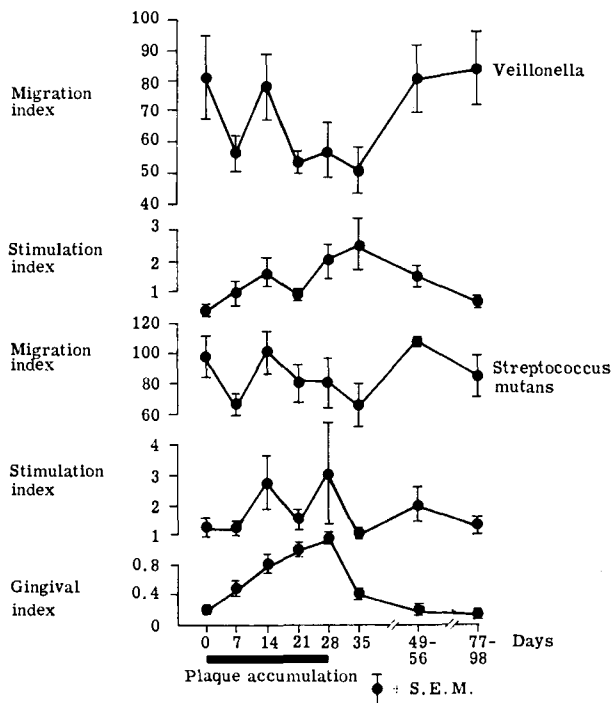 100
90
80
70
60
50
40
Migration
index
Veillonella
3
2
1
Stimulation
index
120
100
80
60
Migration
index
Streptococcus
mutans
4
3
2
1
Stimulation
index
0.8
0.4
0
Gingival
index
0 7 14 21 28 35 49- 77- Days
56 98
Plaque accumulation
+ S.E.M.